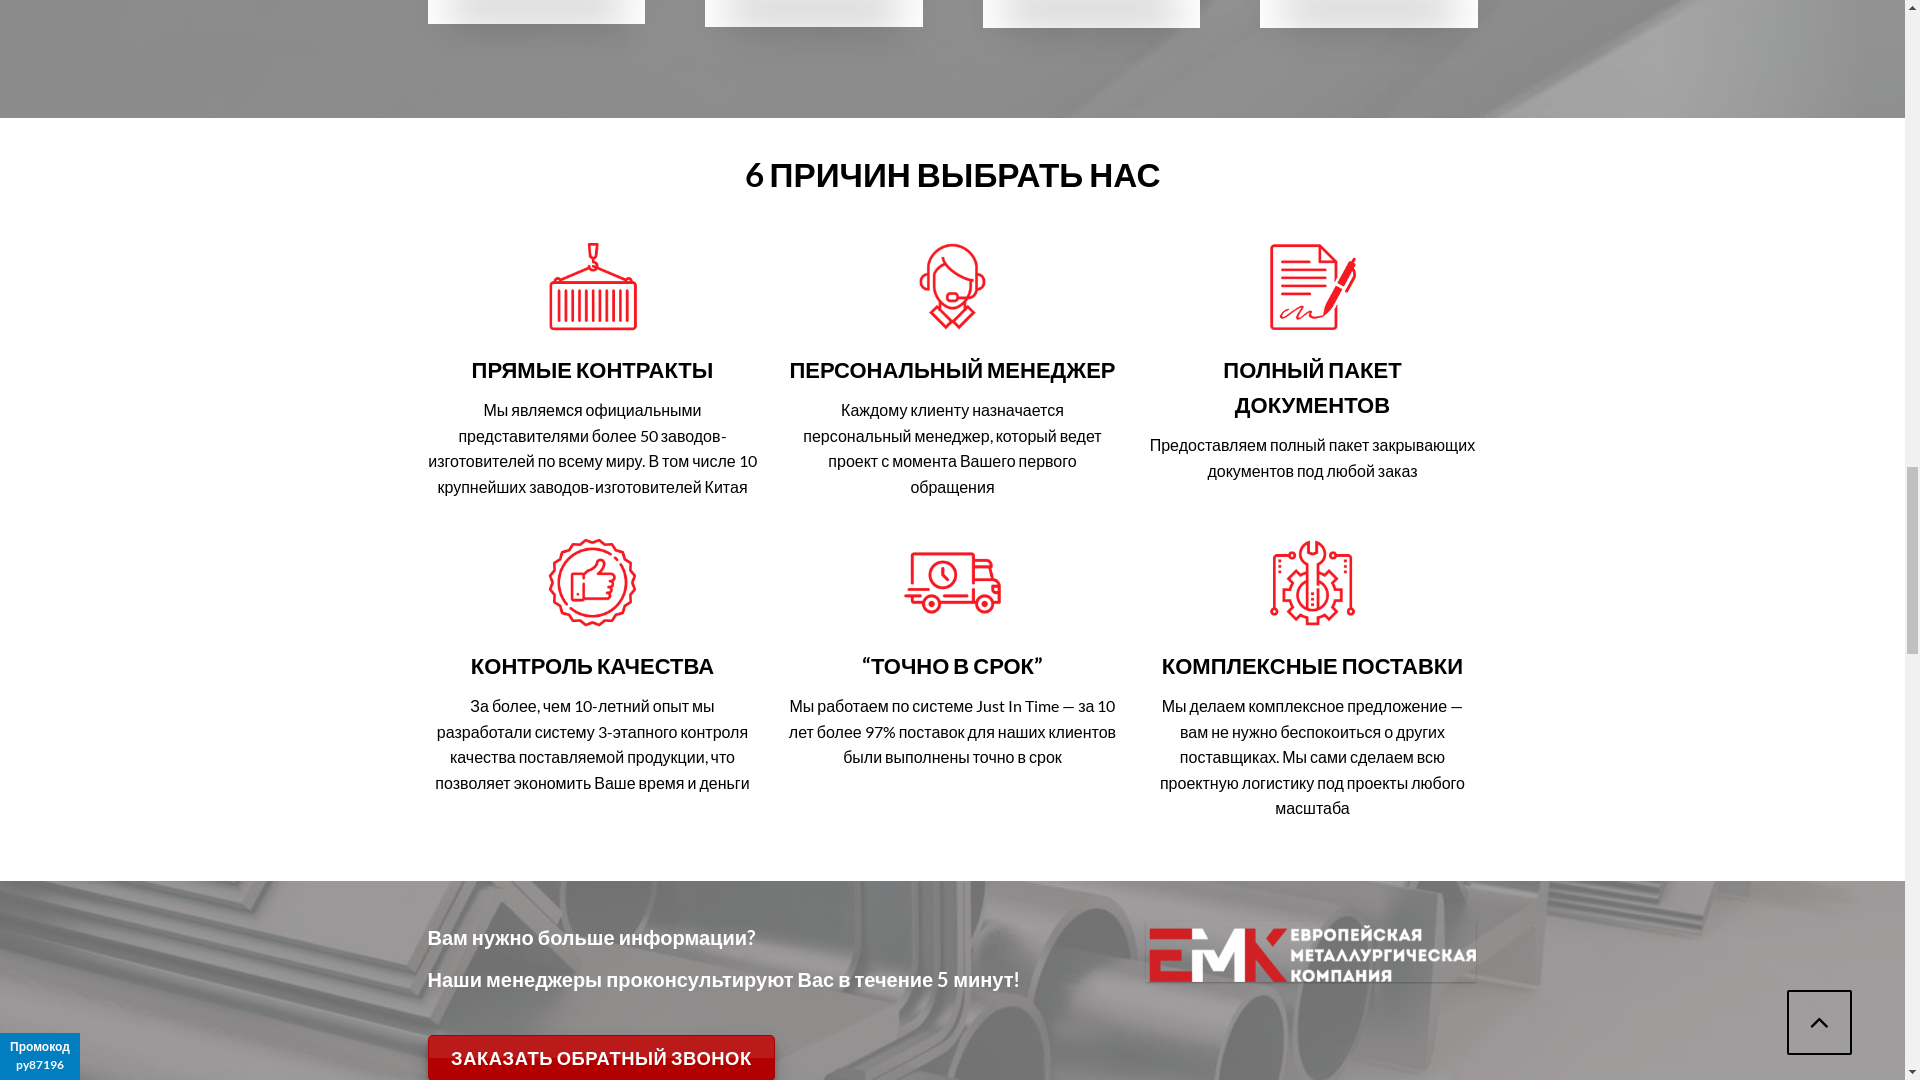 6 ПРИЧИН ВЫБРАТЬ НАС
ПРЯМЫЕ КОНТРАКТЫ
Мы являемся официальными
представителями более 50 заводов-
изготовителей по всему миру. В том числе 10
крупнейших заводов-изготовителей Китая
ПЕРСОНАЛЬНЫЙ МЕНЕДЖЕР
Каждому клиенту назначается
персональный менеджер, который ведет
проект с момента Вашего первого
обращения
ПОЛНЫЙ ПАКЕТ
ДОКУМЕНТОВ
Предоставляем полный пакет закрывающих
документов под любой заказ
КОНТРОЛЬ КАЧЕСТВА
За более, чем 10-летний опыт мы
разработали систему 3-этапного контроля
качества поставляемой продукции, что
позволяет экономить Ваше время и деньги
“ТОЧНО В СРОК”
Мы работаем по системе Just In Time — за 10
лет более 97% поставок для наших клиентов
были выполнены точно в срок
КОМПЛЕКСНЫЕ ПОСТАВКИ
Мы делаем комплексное предложение —
вам не нужно беспокоиться о других
поставщиках. Мы сами сделаем всю
проектную логистику под проекты любого
масштаба
Вам нужно больше информации?
Наши менеджеры проконсультируют Вас в течение 5 минут!
ЗАКАЗАТЬ ОБРАТНЫЙ ЗВОНОК
ЕМК
ЕВРОПЕЙСКАЯ
МЕТАЛЛУРГИЧЕСКАЯ
КОМПАНИЯ
Промокод
ру87196